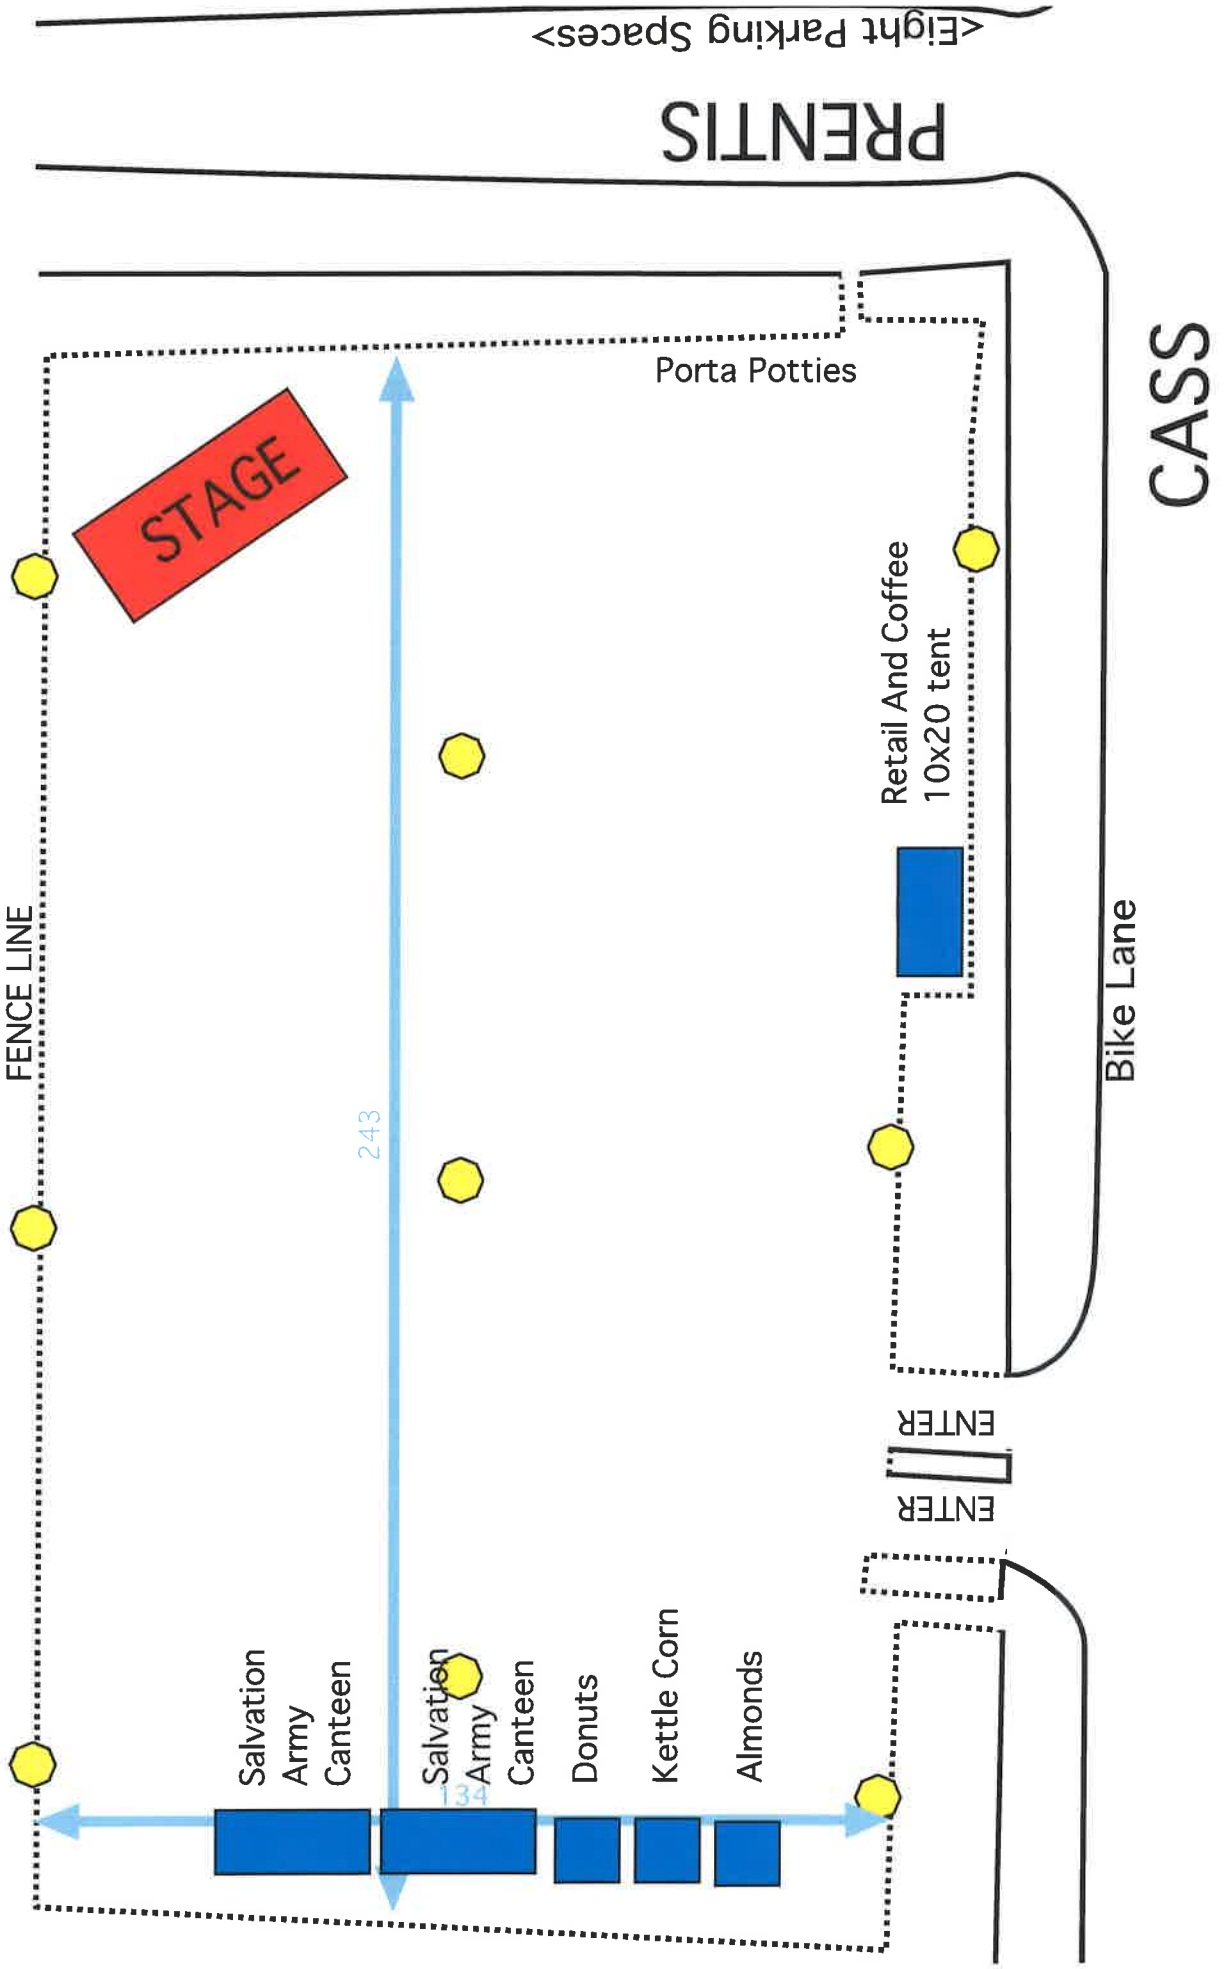 <Eight Parking Spaces>
PRENTIS
CASS
Porta Potties
STAGE
Retail And Coffee
10x20 tent
FENCE LINE
Bike Lane
243
ENTER
ENTER
Salvation
Army
Canteen
Salvation
Army
Canteen
Donuts
Kettle Corn
Almonds
134